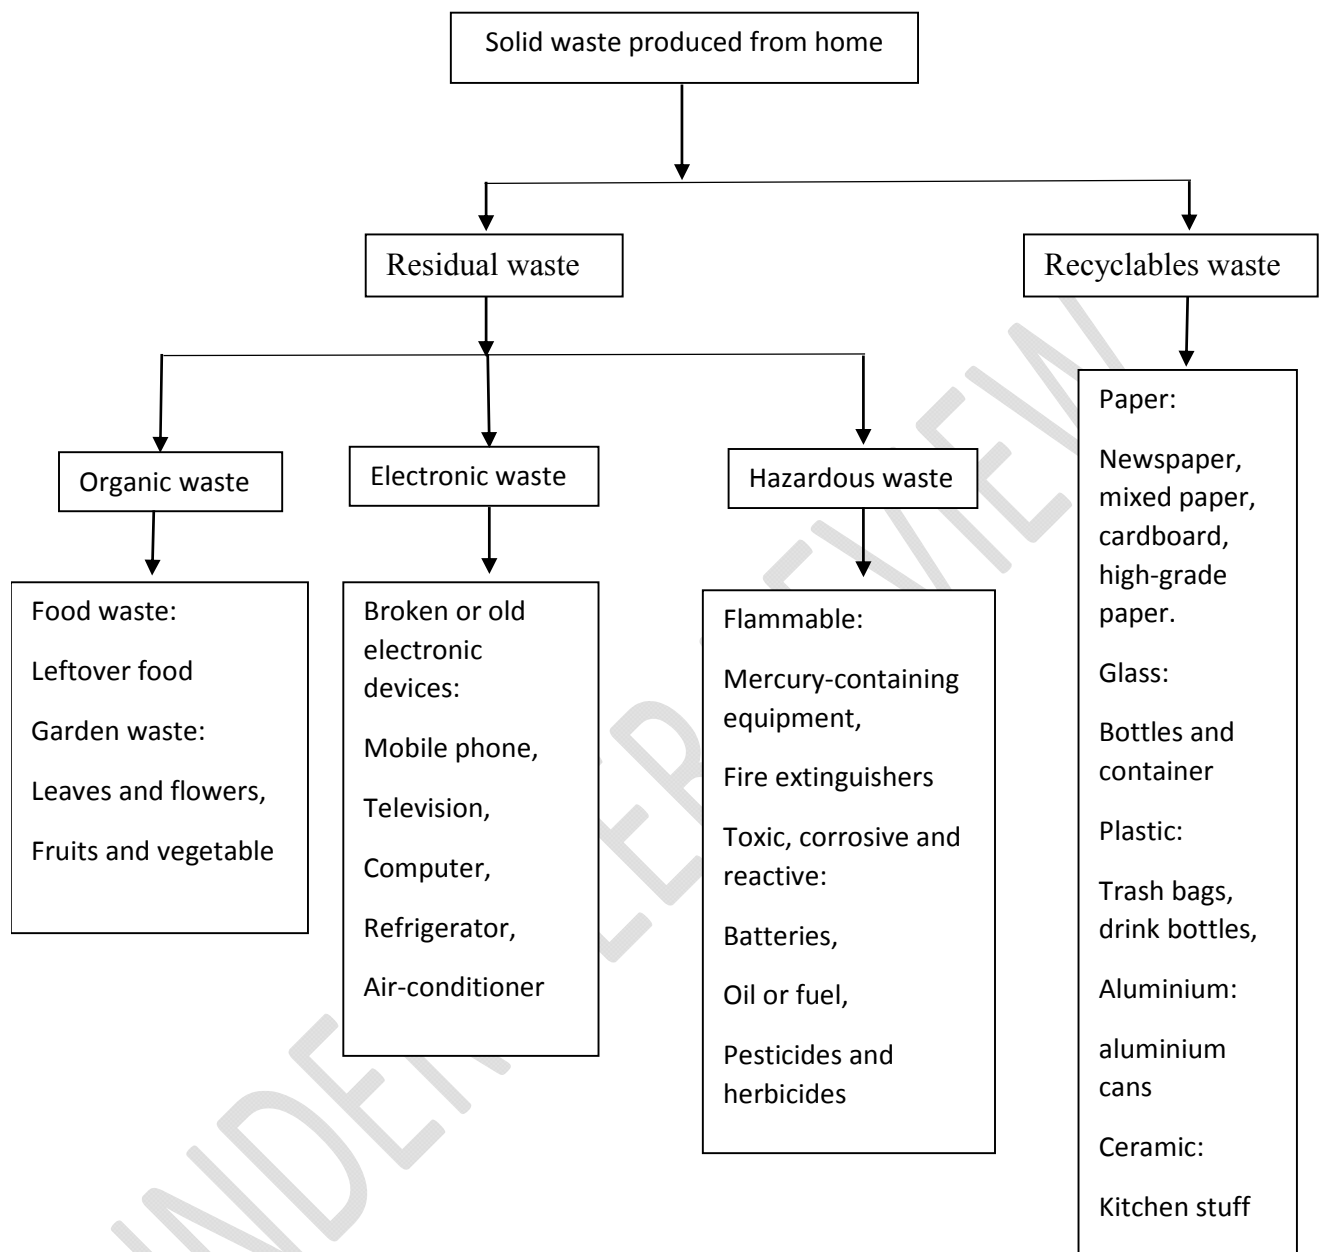 Solid waste produced from home
Residual waste
Recyclables waste
Organic waste
Electronic waste
Hazardous waste
Food waste:
Leftover food
Garden waste:
Leaves and flowers,
Fruits and vegetable
Broken or old
electronic
devices:
Mobile phone,
Television,
Computer,
Refrigerator,
Air-conditioner
Flammable:
Mercury-containing
equipment,
Fire extinguishers
Toxic, corrosive and
reactive:
Batteries,
Oil or fuel,
Pesticides and
herbicides
Paper:
Newspaper,
mixed paper,
cardboard,
high-grade
paper.
Glass:
Bottles and
container
Plastic:
Trash bags,
drink bottles,
Aluminium:
aluminium
cans
Ceramic:
Kitchen stuff